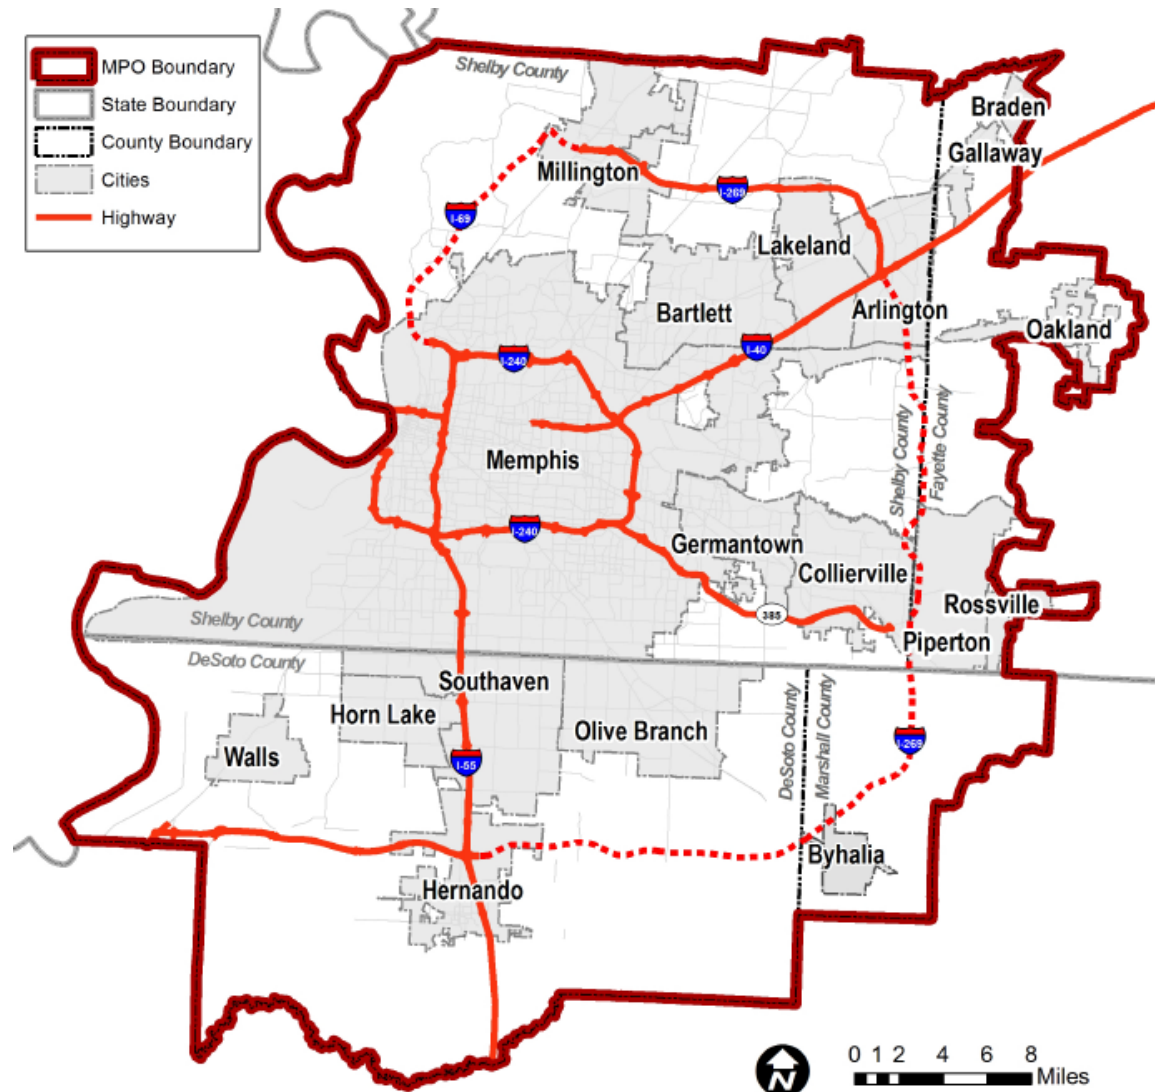 MPO Boundary
State Boundary
County Boundary
Cities
Highway
Shelby County
Braden
Gallaway
Millington
I-269
I-69
Lakeland
Bartlett
Arlington
Oakland
I-240
I-40
Shelby County
Fayette County
Memphis
I-240
Germantown
Collierville
385
Rossville
Piperton
Shelby County
DeSoto County
Southaven
Horn Lake
Olive Branch
Walls
I-55
DeSoto County
Marshall County
I-269
Byhalia
Hernando
N
0 1 2 4 6 8
Miles